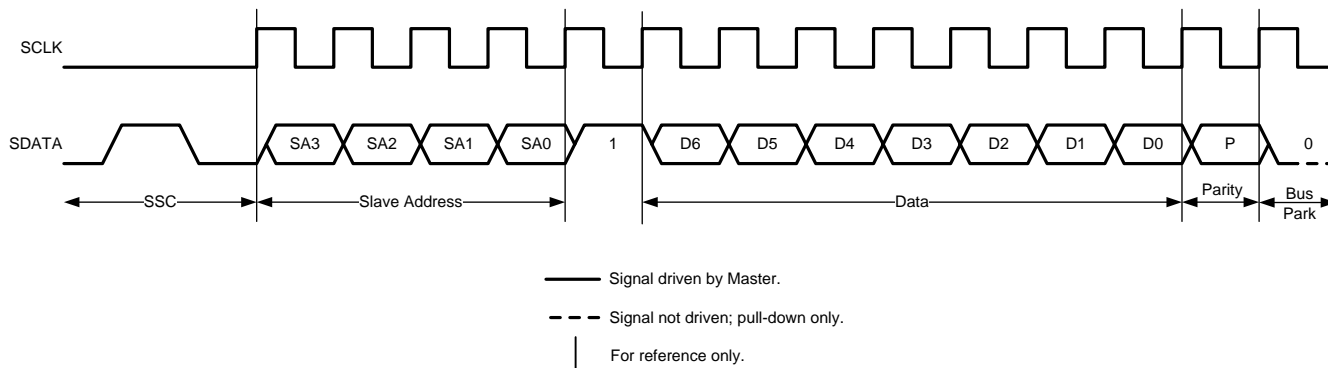 SCLK
SDATA
SA3 SA2 SA1 SA0 1 D6 D5 D4 D3 D2 D1 D0 P 0
SSC Slave Address Data Parity Bus Park
Signal driven by Master.
Signal not driven; pull-down only.
For reference only.